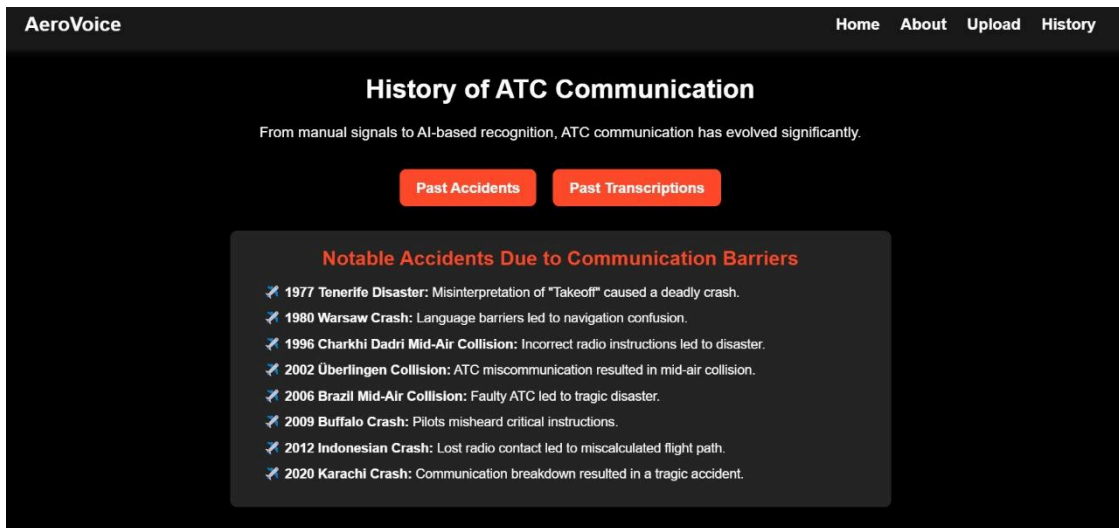 AeroVoice
Home About Upload History
History of ATC Communication
From manual signals to AI-based recognition, ATC communication has evolved significantly.
Past Accidents
Past Transcriptions
Notable Accidents Due to Communication Barriers
1977 Tenerife Disaster: Misinterpretation of "Takeoff" caused a deadly crash.
1980 Warsaw Crash: Language barriers led to navigation confusion.
1996 Charkhi Dadri Mid-Air Collision: Incorrect radio instructions led to disaster.
2002 Überlingen Collision: ATC miscommunication resulted in mid-air collision.
2006 Brazil Mid-Air Collision: Faulty ATC led to tragic disaster.
2009 Buffalo Crash: Pilots misheard critical instructions.
2012 Indonesian Crash: Lost radio contact led to miscalculated flight path.
2020 Karachi Crash: Communication breakdown resulted in a tragic accident.